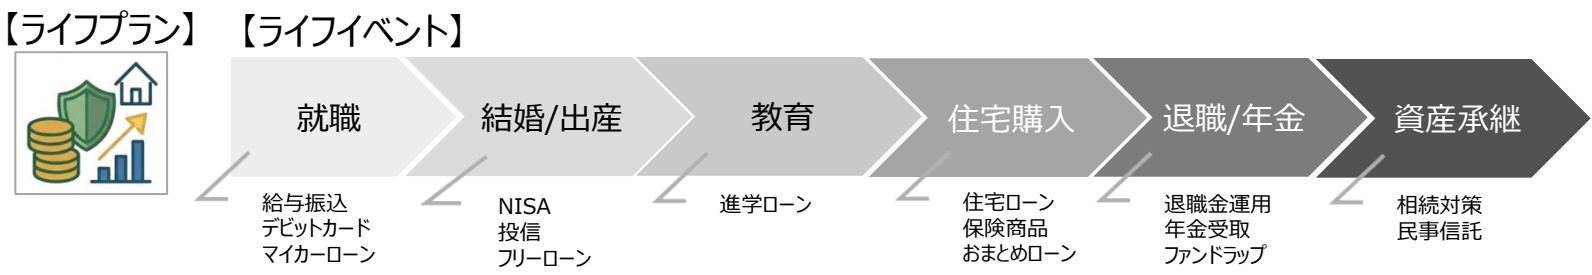 【ライフプラン】
【ライフイベント】
就職
結婚/出産
教育
住宅購入
退職/年金
資産承継
給与振込
デビットカード
マイカーローン
NISA
投信
フリーローン
進学ローン
住宅ローン
保険商品
おまとめローン
退職金運用
年金受取
ファンドラップ
相続対策
民事信託